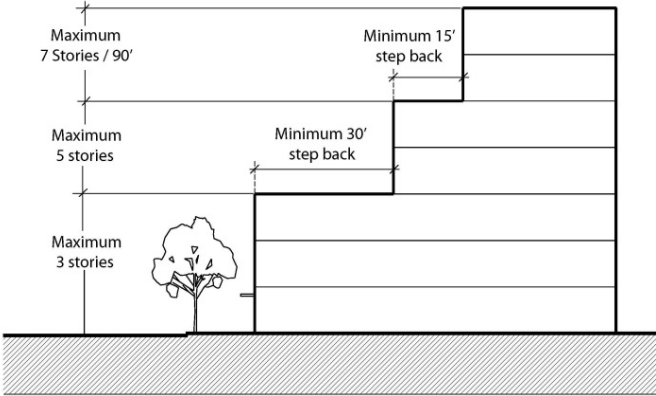 Maximum
7 Stories / 90’
Minimum 15’
step back
Maximum
5 stories
Minimum 30’
step back
Maximum
3 stories